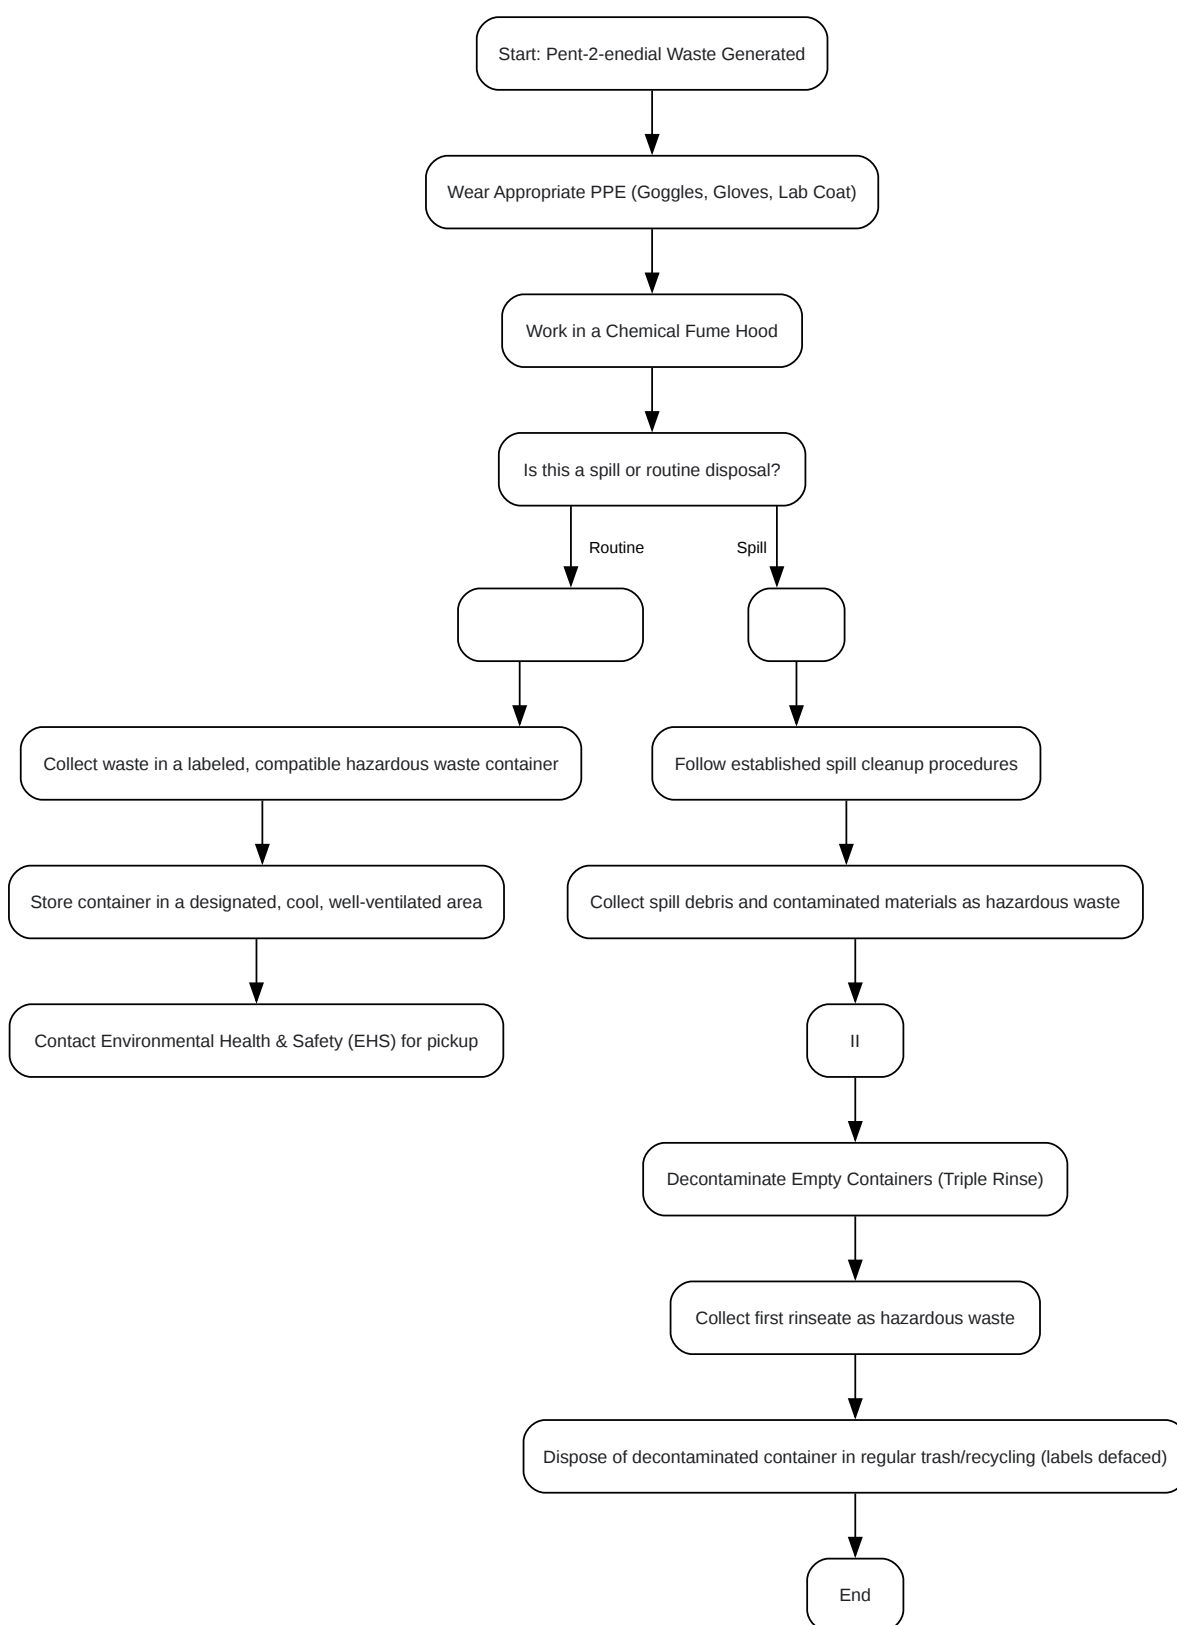 Start: Pent-2-enedial Waste Generated
Wear Appropriate PPE (Goggles, Gloves, Lab Coat)
Work in a Chemical Fume Hood
Is this a spill or routine disposal?
Routine
Spill
Collect waste in a labeled, compatible hazardous waste container
Follow established spill cleanup procedures
Store container in a designated, cool, well-ventilated area
Collect spill debris and contaminated materials as hazardous waste
Contact Environmental Health & Safety (EHS) for pickup
II
Decontaminate Empty Containers (Triple Rinse)
Collect first rinseate as hazardous waste
Dispose of decontaminated container in regular trash/recycling (labels defaced)
End